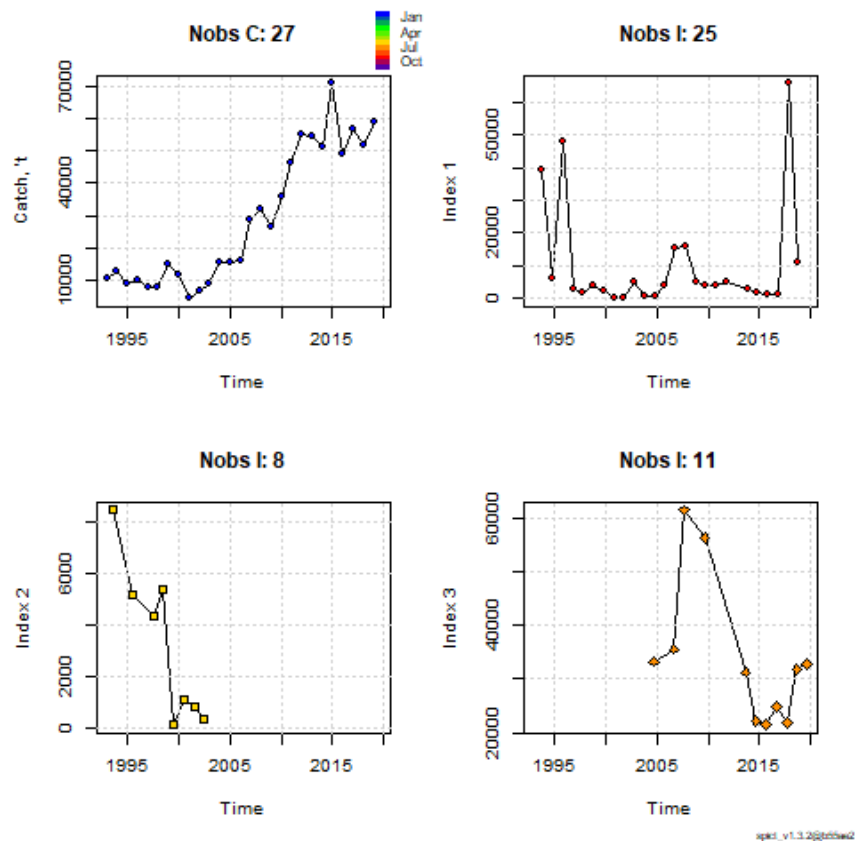 Nobs C: 27
Jan
Apr
Jul
Oct
Catch, 't
10000
40000
70000
1995
2005
2015
Time
Nobs I: 25
Index 1
0
20000
50000
1995
2005
2015
Time
Nobs I: 8
Index 2
0
2000
6000
1995
2005
2015
Time
Nobs I: 11
Index 3
20000
40000
60000
1995
2005
2015
Time